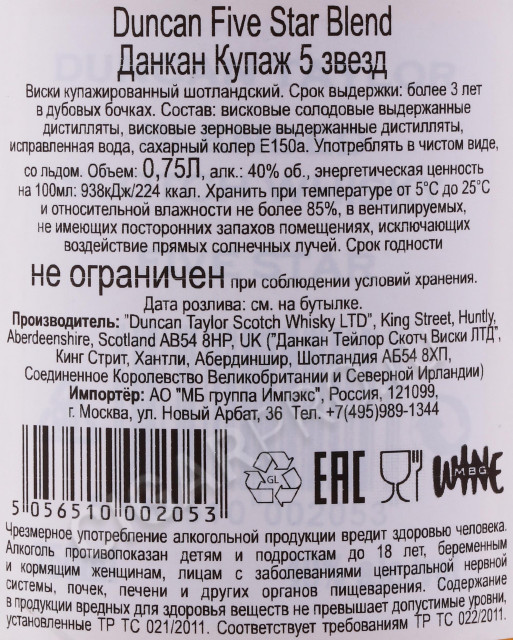 Duncan Five Star Blend
Данкан Купаж 5 звезд
Виски купажированный шотландский. Срок выдержки: более 3 лет
в дубовых бочках. Состав: висковые солодовые выдержанные
дистилляты, висковые зерновые выдержанные дистилляты,
исправленная вода, сахарный колер Е150а. Употреблять в чистом виде,
со льдом. Объем: 0,75Л, алк.: 40% об., энергетическая ценность
на 100мл: 938кДж/224 ккал. Хранить при температуре от 5°С до 25°С
и относительной влажности не более 85%, в вентилируемых,
не имеющих посторонних запахов помещениях, исключающих
воздействие прямых солнечных лучей. Срок годности
не ограничен при соблюдении условий хранения.
Дата розлива: см. на бутылке.
Производитель: "Duncan Taylor Scotch Whisky LTD", King Street, Huntly,
Aberdeenshire, Scotland AB54 8HP, UK ("Данкан Тейлор Скотч Виски ЛТД",
Кинг Стрит, Хантли, Абердиншир, Шотландия АБ54 8ХП,
Соединенное Королевство Великобритании и Северной Ирландии)
Импортёр: АО "МБ группа Импэкс", Россия, 121099,
г. Москва, ул. Новый Арбат, 36 Тел. +7(495)989-1344
5 056510 002053
GL
EAC
WINE
MBG
Чрезмерное употребление алкогольной продукции вредит здоровью человека.
Алкоголь противопоказан детям и подросткам до 18 лет, беременным
и кормящим женщинам, лицам с заболеваниями центральной нервной
системы, почек, печени и других органов пищеварения. Содержание
в продукции вредных для здоровья веществ не превышает допустимые уровни,
установленные ТР ТС 021/2011. Соответствует требованиям ТР ТС 022/2011.